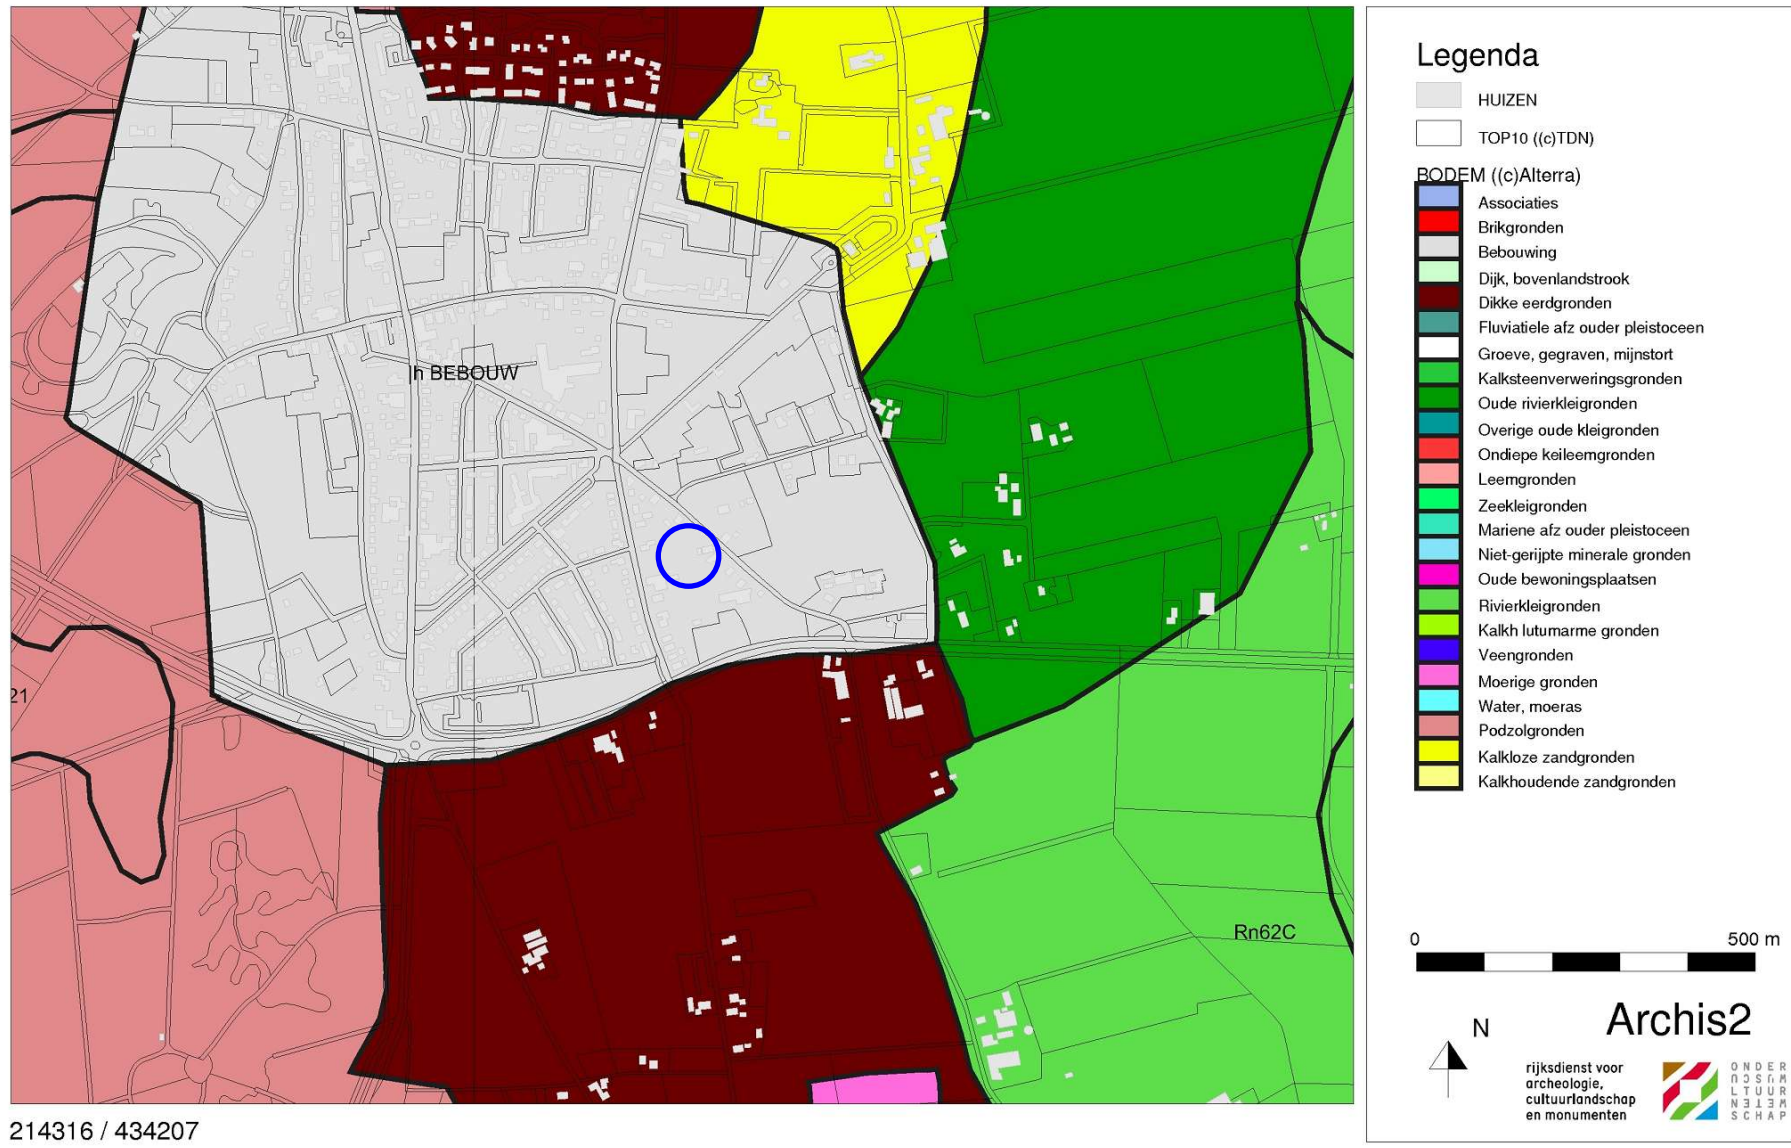 |h BEBOUW
21
Rn62C
214316 / 434207
Legenda
HUIZEN
TOP10 ((c)TDN)
BODEM ((c)Alterra)
Associaties
Brikgronden
Bebouwing
Dijk, bovenlandstrook
Dikke eerdgronden
Fluviatiele afz ouder pleistoceen
Groeve, gegraven, mijnstort
Kalksteenverweringsgronden
Oude rivierkleigronden
Overige oude kleigronden
Ondiepe keileemgronden
Leemgronden
Zeekleigronden
Mariene afz ouder pleistoceen
Niet-gerijpte minerale gronden
Oude bewoningsplaatsen
Rivierkleigronden
Kalkh lutumarme gronden
Veengronden
Moerige gronden
Water, moeras
Podzolgronden
Kalkloze zandgronden
Kalkhoudende zandgronden
0 500 m
N
Archis2
rijksdienst voor
archeologie,
cultuurlandschap
en monumenten
ONDER